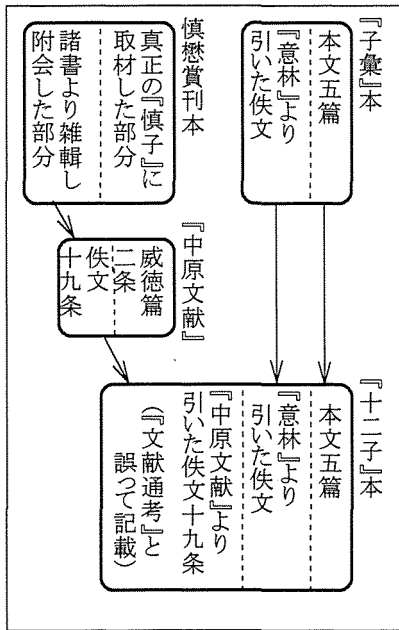 『子彙』本
本文五篇
『意林』より
引いた佚文
慎懋賞刊本
真正の『慎子』に
取材した部分
諸書より雑輯し
附会した部分
『中原文献』
威徳篇
二条
佚文
十九条
『十二子』本
本文五篇
『意林』より
引いた佚文
『中原文献』より
引いた佚文十九条
(『文献通考』と
誤って記載)